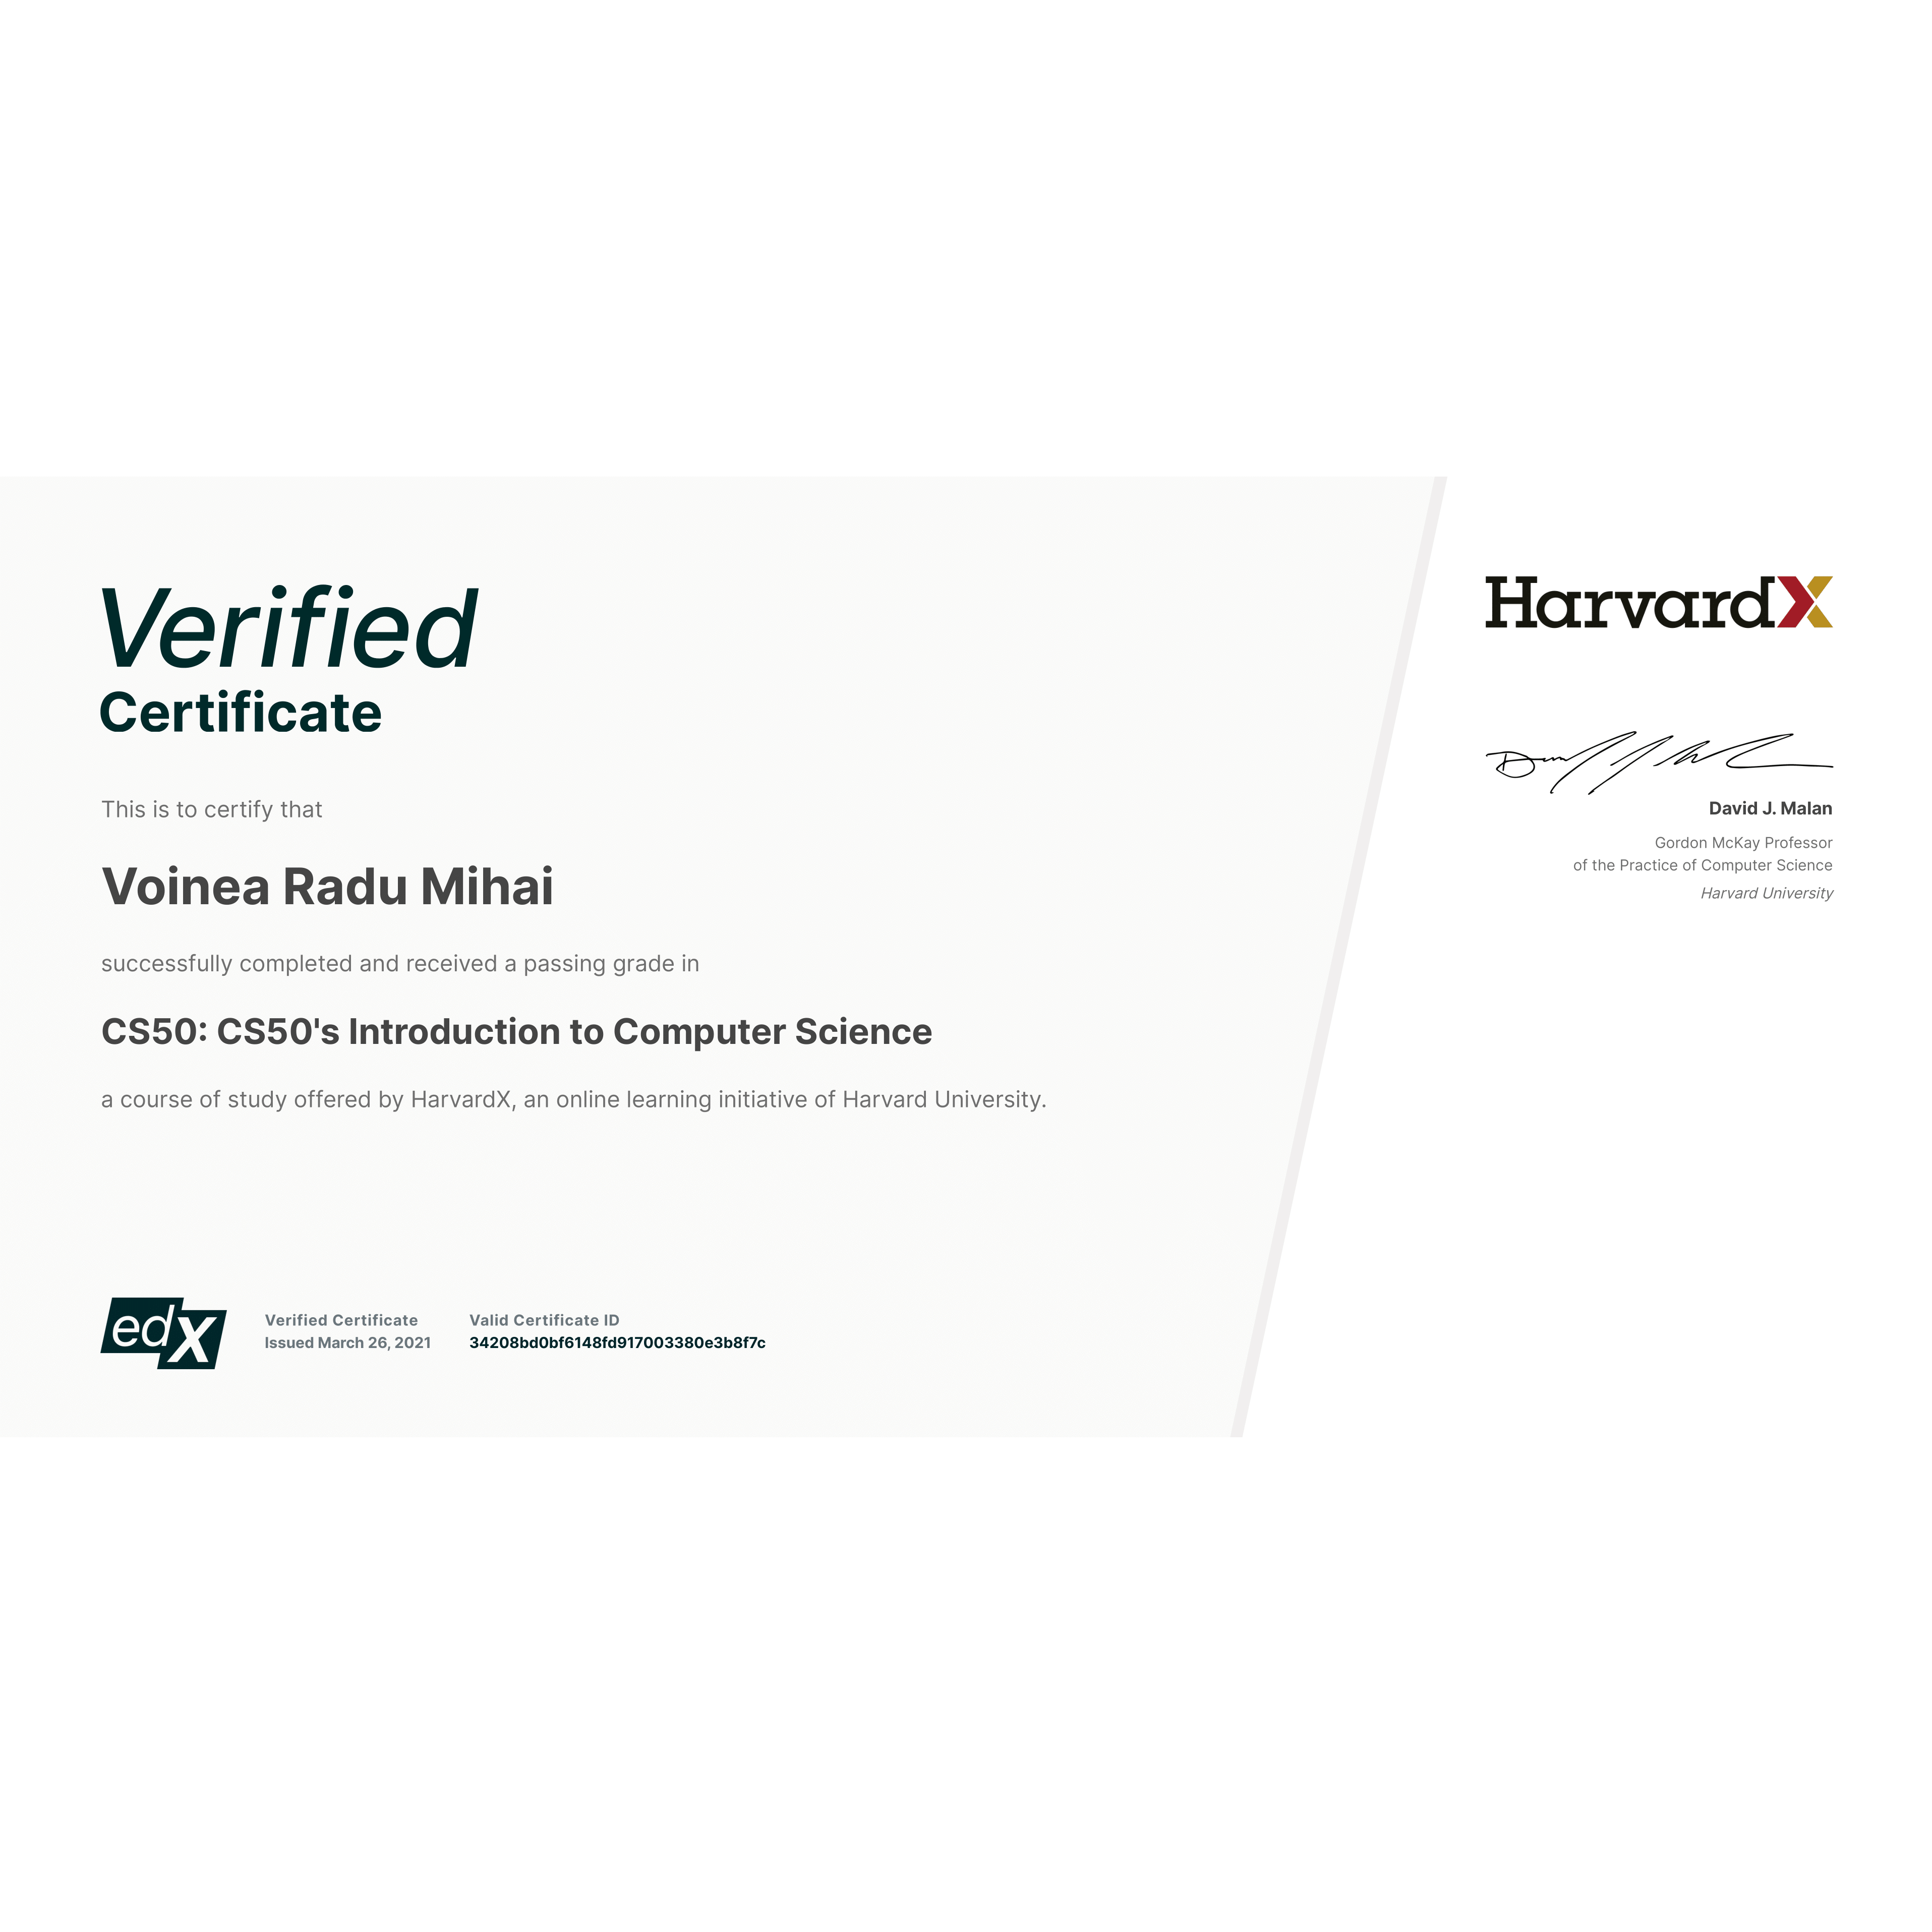 Verified
Certificate
This is to certify that
Voinea Radu Mihai
successfully completed and received a passing grade in
CS50: CS50's Introduction to Computer Science
a course of study offered by HarvardX, an online learning initiative of Harvard University.
edX
Verified Certificate
Issued March 26, 2021
Valid Certificate ID
34208bd0bf6148fd917003380e3b8f7c
HarvardX
David J. Malan
Gordon McKay Professor
of the Practice of Computer Science
Harvard University